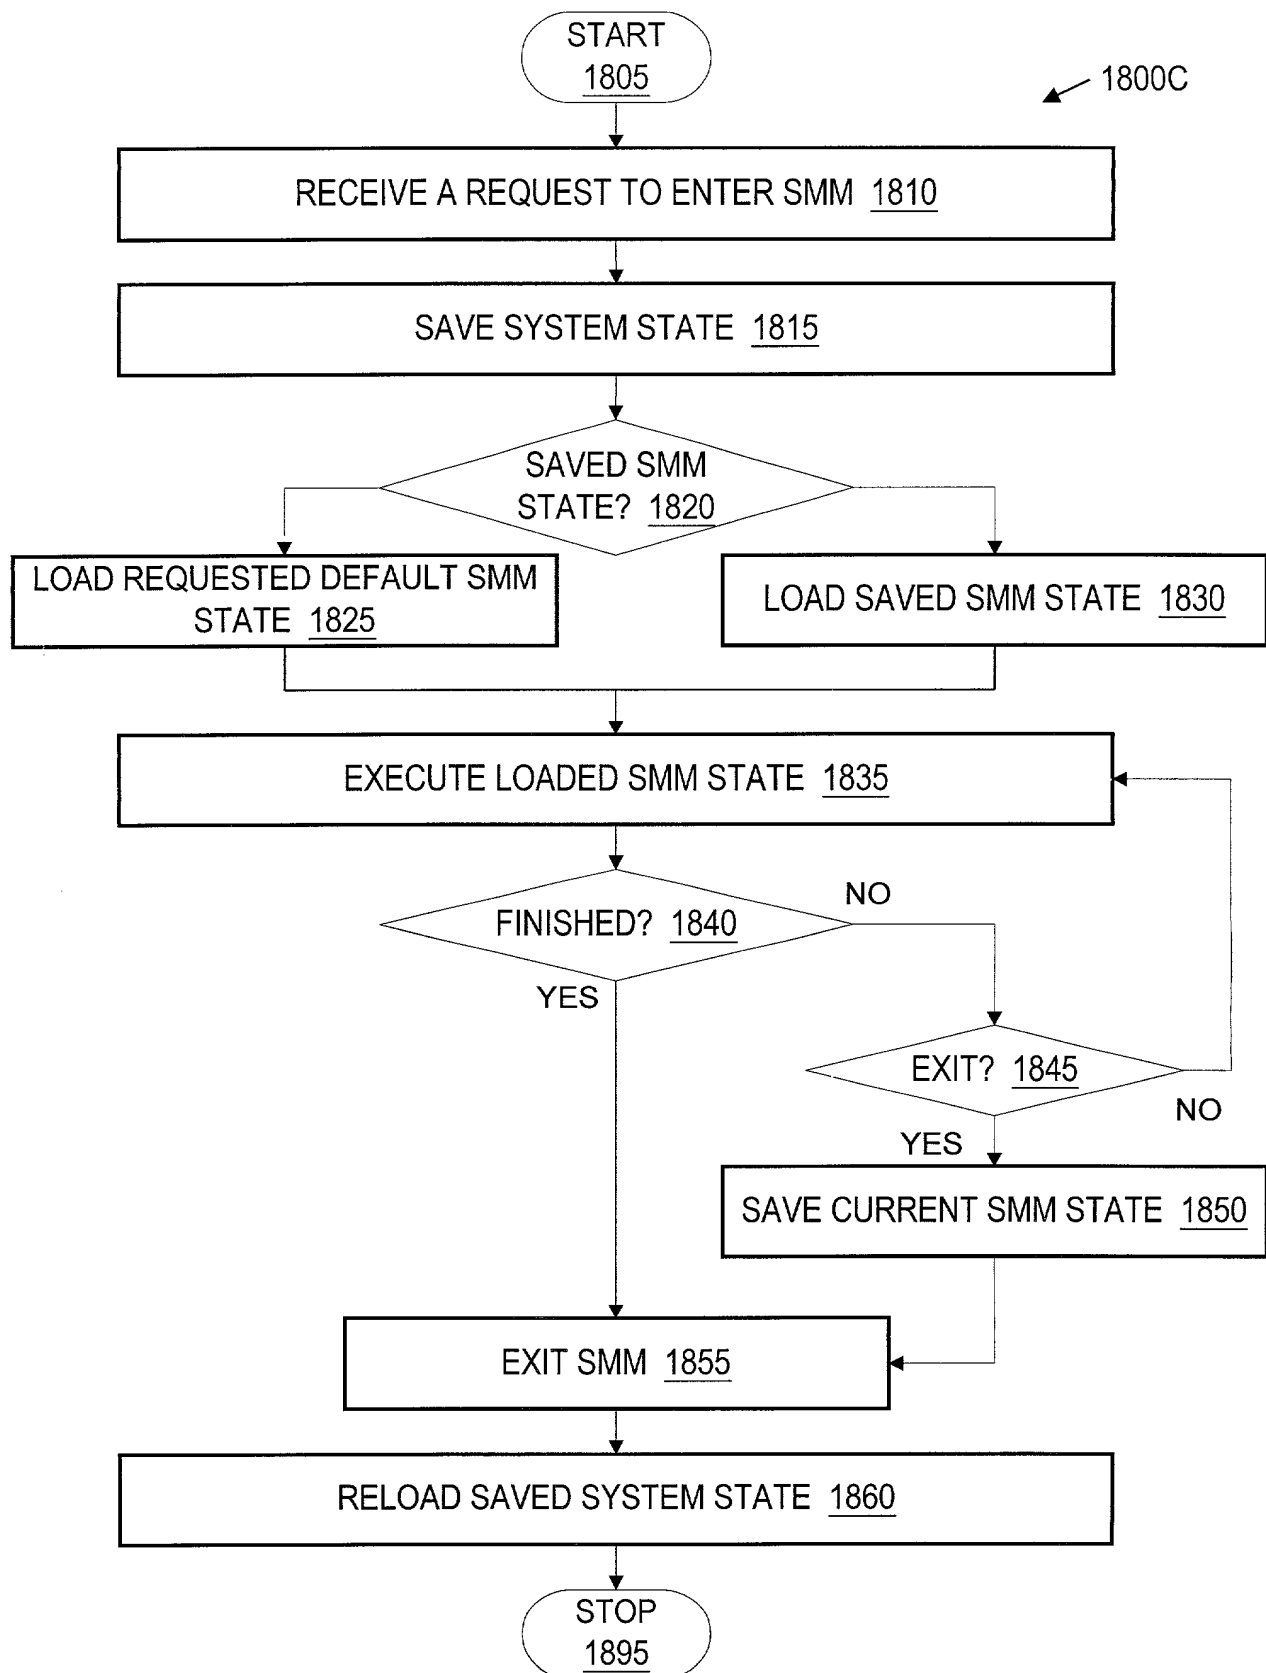 START
1805
1800C
RECEIVE A REQUEST TO ENTER SMM 1810
SAVE SYSTEM STATE 1815
SAVED SMM
STATE? 1820
LOAD REQUESTED DEFAULT SMM
STATE 1825
LOAD SAVED SMM STATE 1830
EXECUTE LOADED SMM STATE 1835
FINISHED? 1840
NO
YES
EXIT? 1845
NO
YES
SAVE CURRENT SMM STATE 1850
EXIT SMM 1855
RELOAD SAVED SYSTEM STATE 1860
STOP
1895